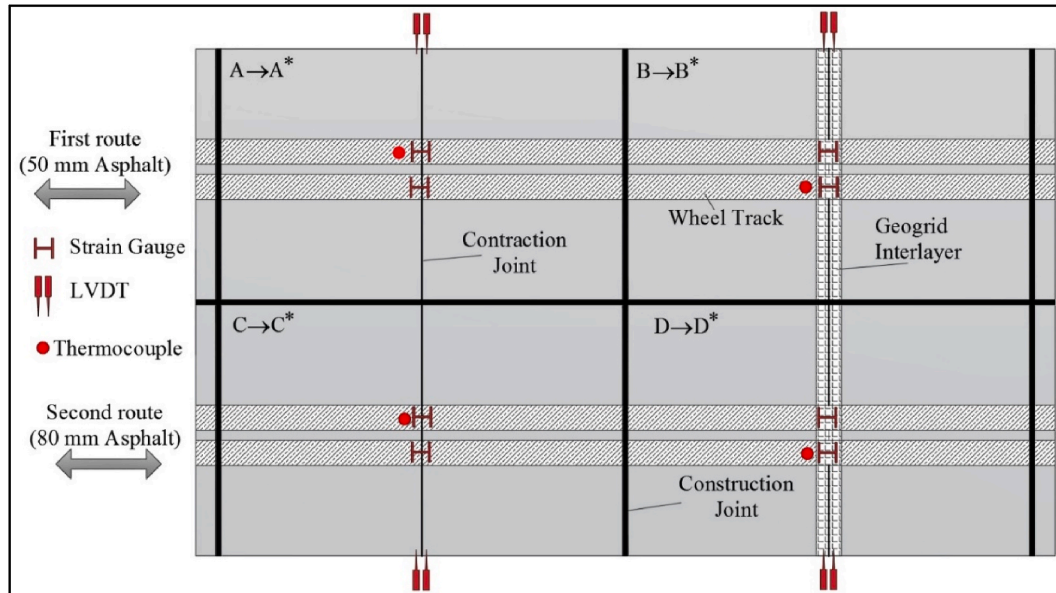 A→A*
B→B*
First route
(50 mm Asphalt)
Strain Gauge
LVDT
Thermocouple
Wheel Track
Contraction
Joint
Geogrid
Interlayer
C→C*
D→D*
Second route
(80 mm Asphalt)
Construction
Joint